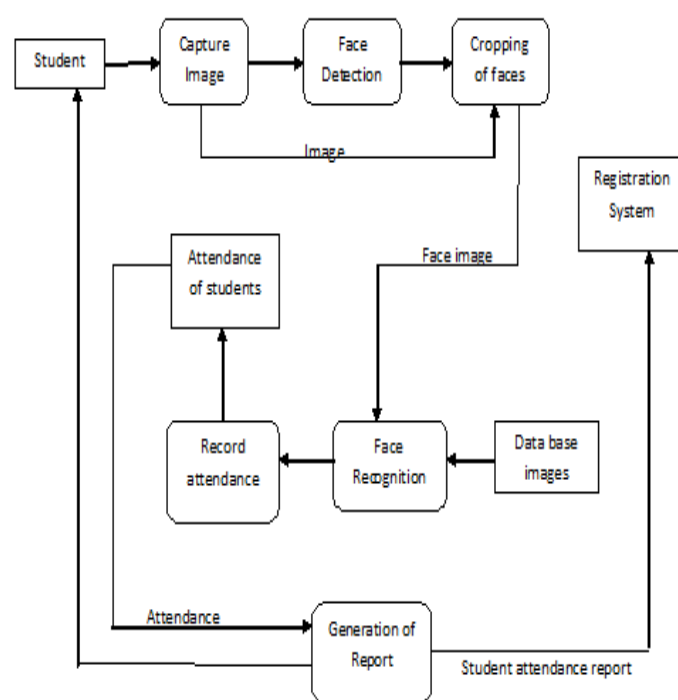 Student
Capture
Image
Face
Detection
Cropping
of faces
Image
Registration
System
Attendance
of students
Face image
Record
attendance
Face
Recognition
Data base
images
Attendance
Generation of
Report
Student attendance report